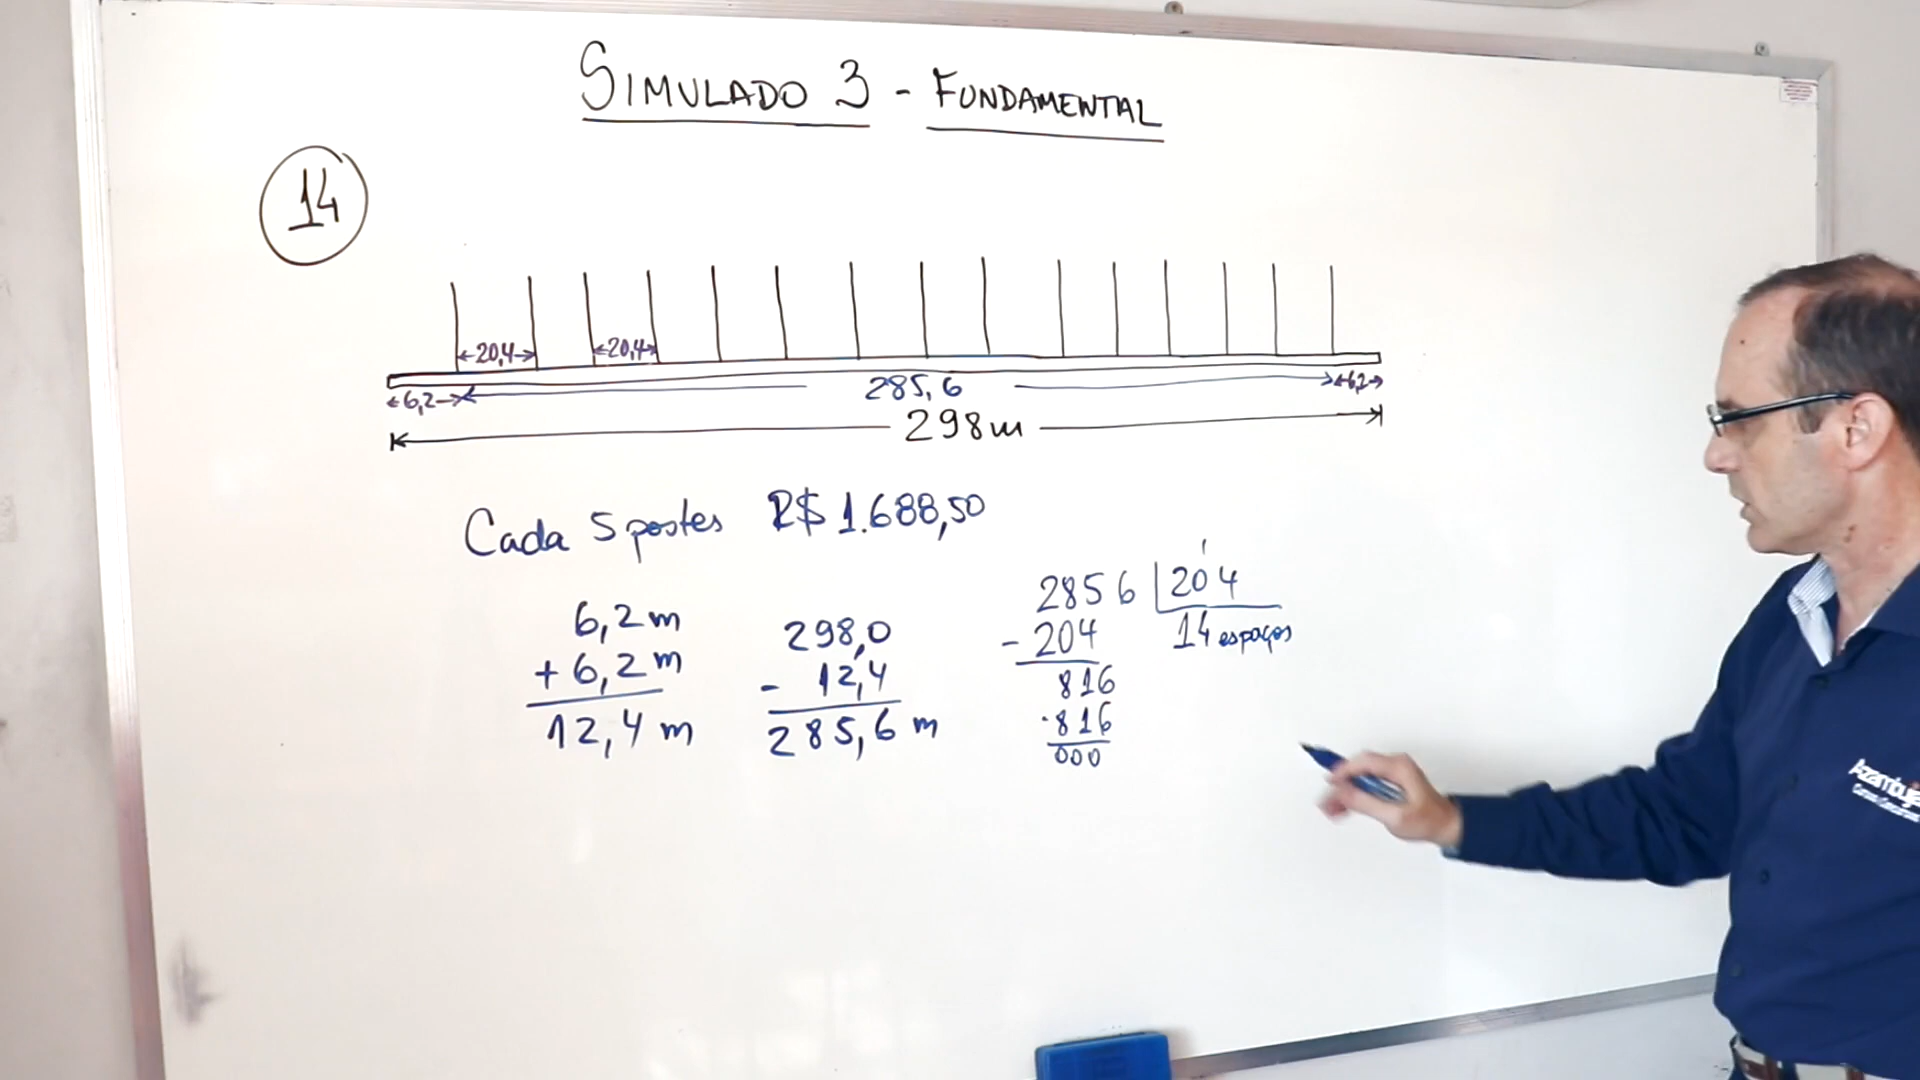 SIMULADO 3 - FUNDAMENTAL
14
20,4 20,4
6,2 285,6 6,2
298m
Cada 5 postes R$ 1.688,50
6,2 m
+ 6,2 m
12,4 m
298,0
- 12,4
285,6 m
2856 204
- 204 14 espaços
816
-816
000
Azambuja